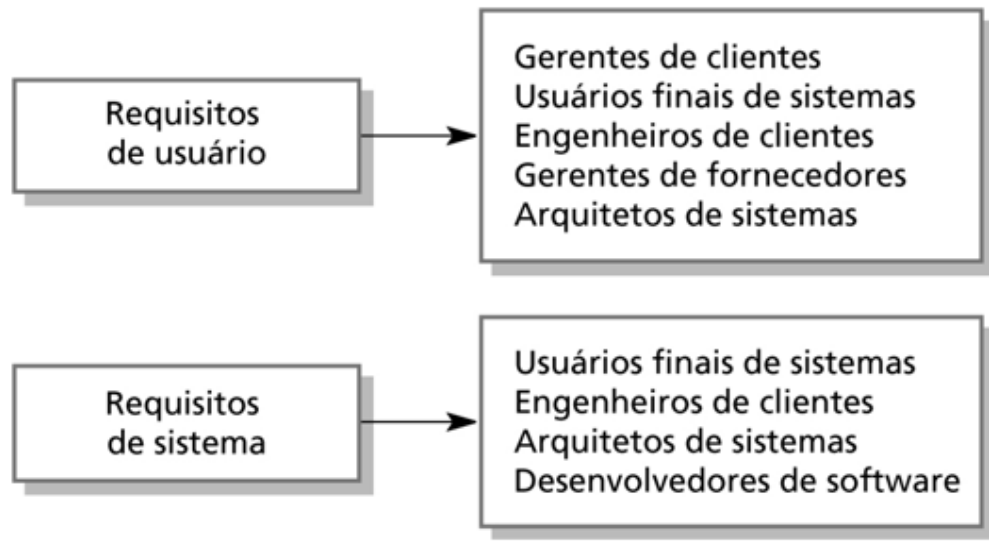 Requisitos
de usuário
Gerentes de clientes
Usuários finais de sistemas
Engenheiros de clientes
Gerentes de fornecedores
Arquitetos de sistemas
Requisitos
de sistema
Usuários finais de sistemas
Engenheiros de clientes
Arquitetos de sistemas
Desenvolvedores de software